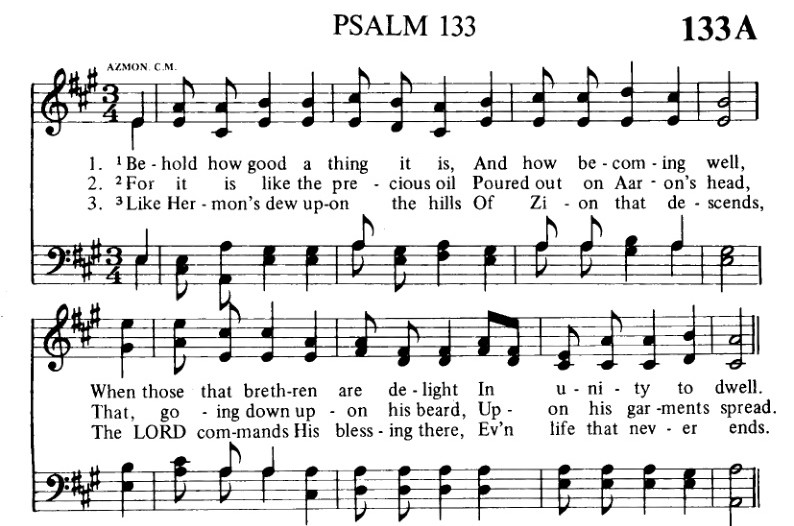 PSALM 133
133A
AZMON. C.M.
3 4
1. ¹Be - hold how good a thing it is, And how be - com - ing well,
2. ²For it is like the pre - cious oil Poured out on Aar - on's head,
3. ³Like Her - mon's dew up-on the hills Of Zi - on that de - scends,
3 4
When those that breth-ren are de - light In u - ni - ty to dwell.
That, go - ing down up - on his beard, Up - on his gar -ments spread.
The LORD com-mands His bless - ing there, Ev'n life that nev - er ends.